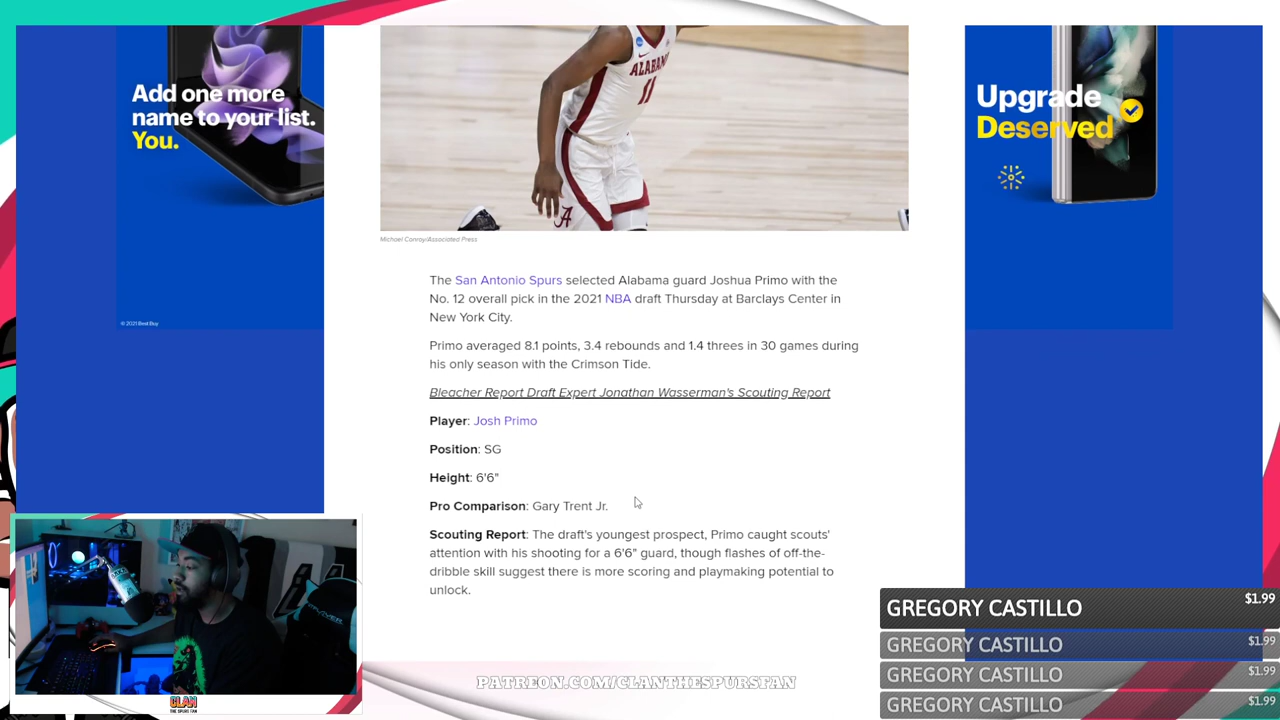 Add one more
name to your list.
You.
© 2021 Best Buy
ALABAMA
11
A
Upgrade
Deserved
Michael Conroy/Associated Press
The San Antonio Spurs selected Alabama guard Joshua Primo with the
No. 12 overall pick in the 2021 NBA draft Thursday at Barclays Center in
New York City.
Primo averaged 8.1 points, 3.4 rebounds and 1.4 threes in 30 games during
his only season with the Crimson Tide.
Bleacher Report Draft Expert Jonathan Wasserman's Scouting Report
Player: Josh Primo
Position: SG
Height: 6'6"
Pro Comparison: Gary Trent Jr.
Scouting Report: The draft's youngest prospect, Primo caught scouts'
attention with his shooting for a 6'6" guard, though flashes of off-the-
dribble skill suggest there is more scoring and playmaking potential to
unlock.
GREGORY CASTILLO $1.99
GREGORY CASTILLO $1.99
GREGORY CASTILLO $1.99
GREGORY CASTILLO $1.99
PATREON.COM/CLANTHESPURSFAN
CLAN
THE SPURS FAN